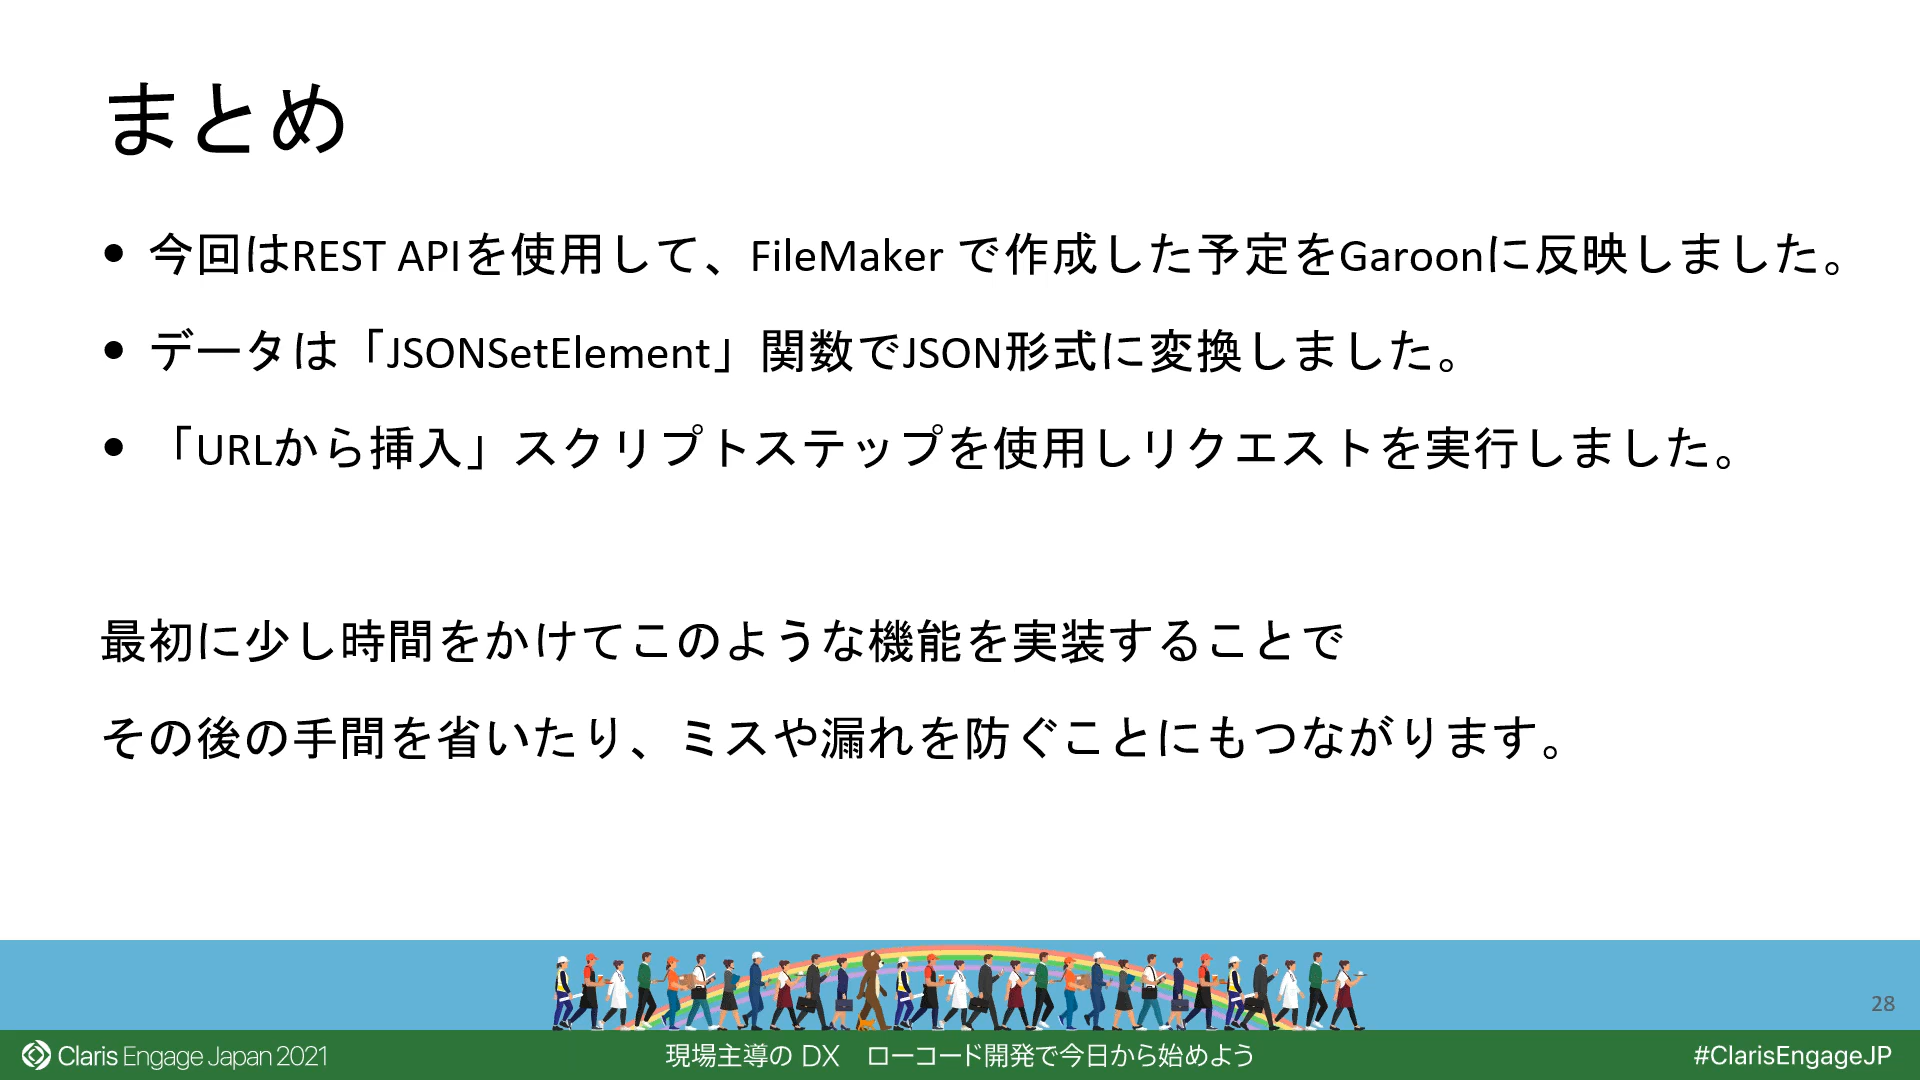 まとめ
• 今回はREST APIを使用して、FileMaker で作成した予定をGaroonに反映しました。
• データは「JSONSetElement」関数でJSON形式に変換しました。
• 「URLから挿入」スクリプトステップを使用しリクエストを実行しました。
最初に少し時間をかけてこのような機能を実装することで
その後の手間を省いたり、ミスや漏れを防ぐことにもつながります。
28
Claris Engage Japan 2021
現場主導の DX　ローコード開発で今日から始めよう
#ClarisEngageJP